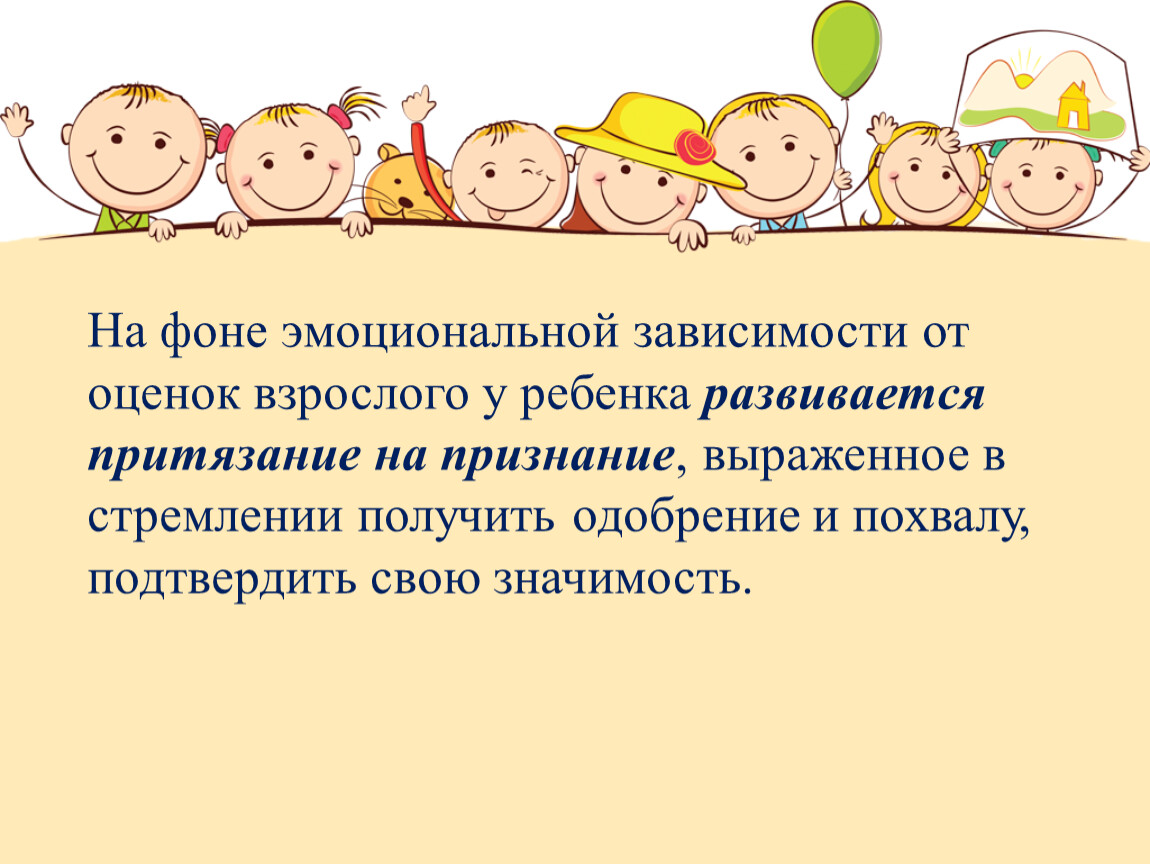 На фоне эмоциональной зависимости от
оценок взрослого у ребенка развивается
притязание на признание, выраженное в
стремлении получить одобрение и похвалу,
подтвердить свою значимость.